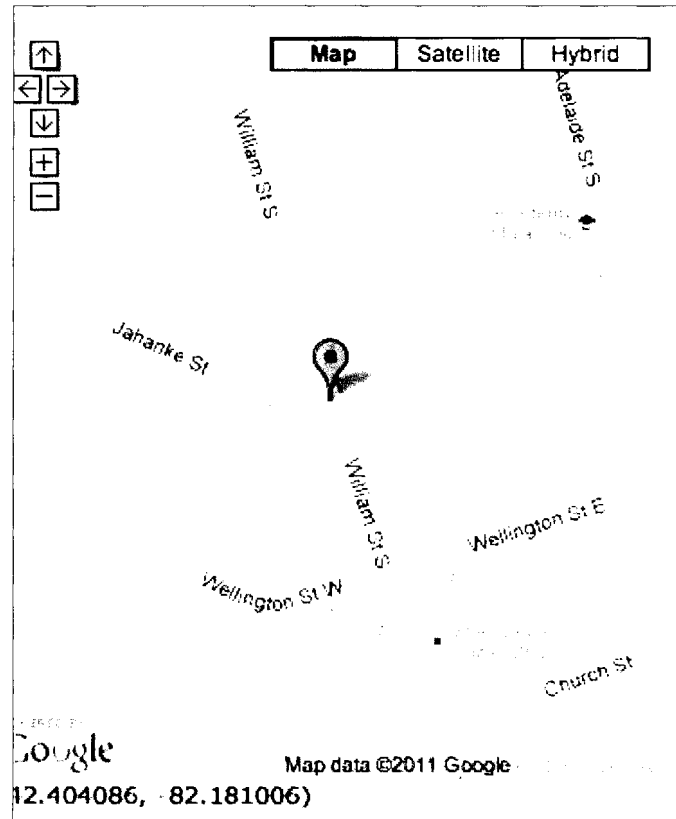 Map Satellite Hybrid
Adelaide St S
William St S
Jahanke St
William St S
Wellington St E
Wellington St W
Church St
Google
Map data ©2011 Google
12.404086, -82.181006)